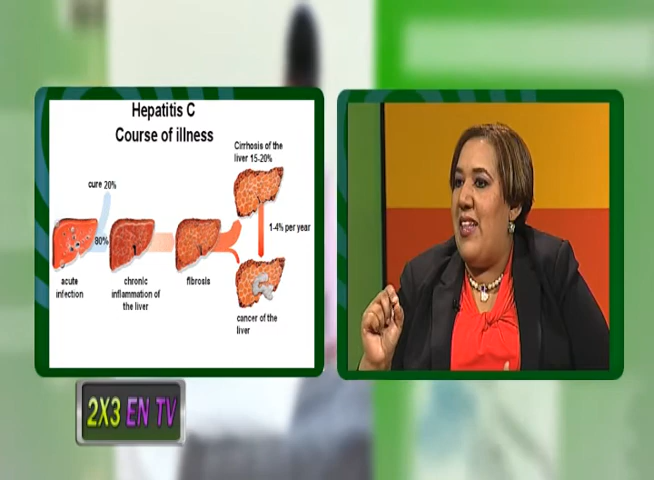 Hepatitis C
Course of illness
Cirrhosis of the
liver 15-20%
cure 20%
80%
1-4% per year
acute
infection
chronic
inflammation of
the liver
fibrosis
cancer of the
liver
2X3 EN TV